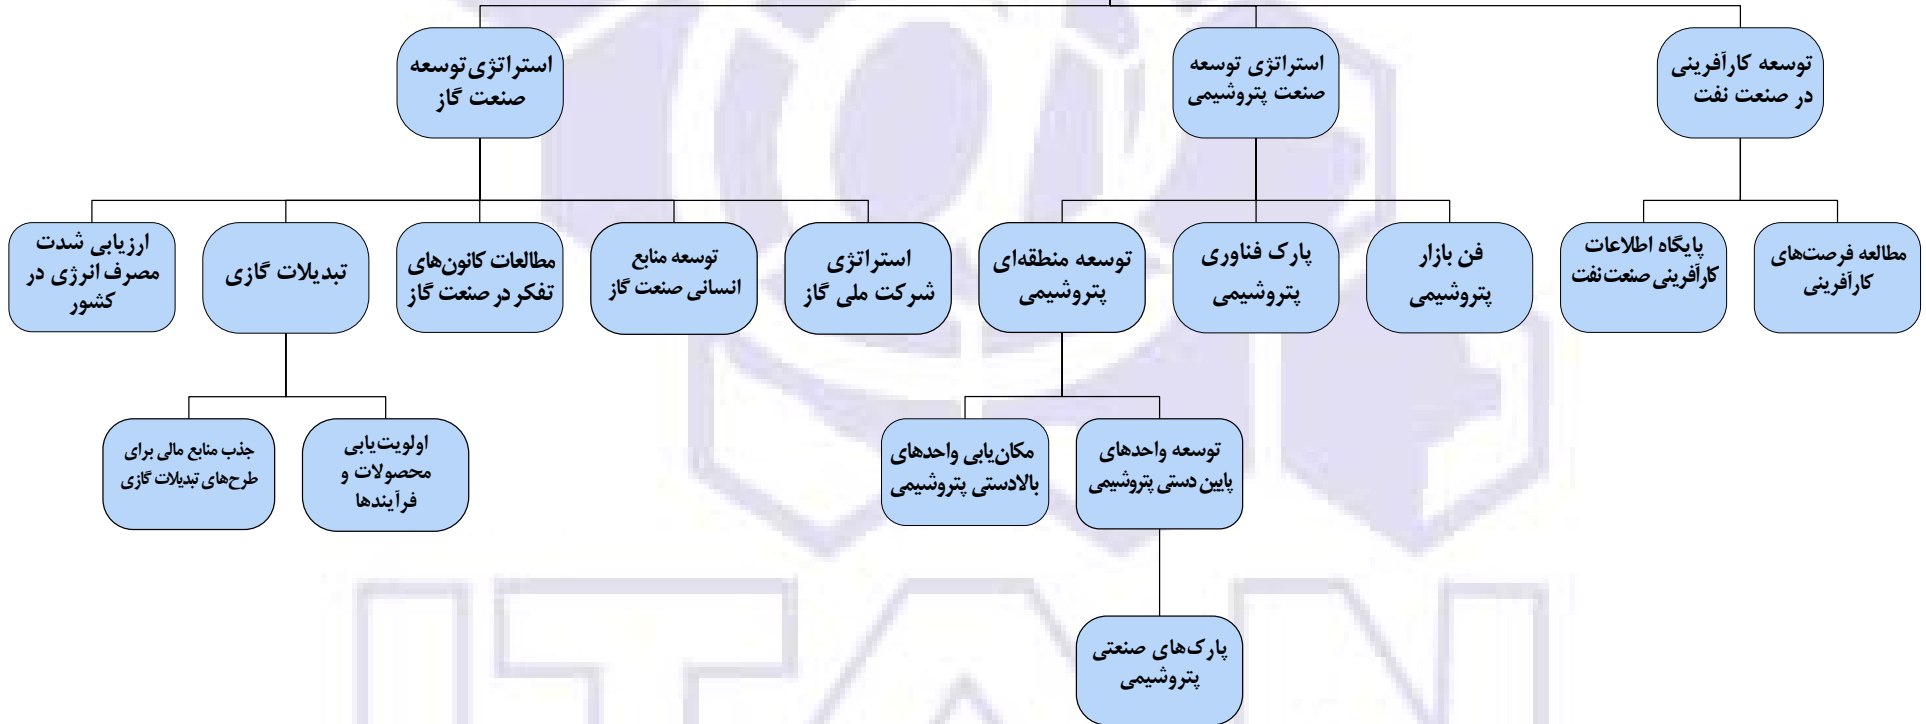 توسعه کارآفرینی
در صنعت نفت
استراتژی توسعه
صنعت پتروشیمی
استراتژی توسعه
صنعت گاز
مطالعه فرصت‌های
کارآفرینی
پایگاه اطلاعات
کارآفرینی صنعت نفت
فن بازار
پتروشیمی
پارک فناوری
پتروشیمی
توسعه منطقه‌ای
پتروشیمی
استراتژی
شرکت ملی گاز
توسعه منابع
انسانی صنعت گاز
مطالعات کانون‌های
تفکر در صنعت گاز
تبدیلات گازی
ارزیابی شدت
مصرف انرژی در
کشور
توسعه واحدهای
پایین دستی پتروشیمی
مکان‌یابی واحدهای
بالادستی پتروشیمی
اولویت‌یابی
محصولات و
فرآیندها
جذب منابع مالی برای
طرح‌های تبدیلات گازی
پارک‌های صنعتی
پتروشیمی
ITAN